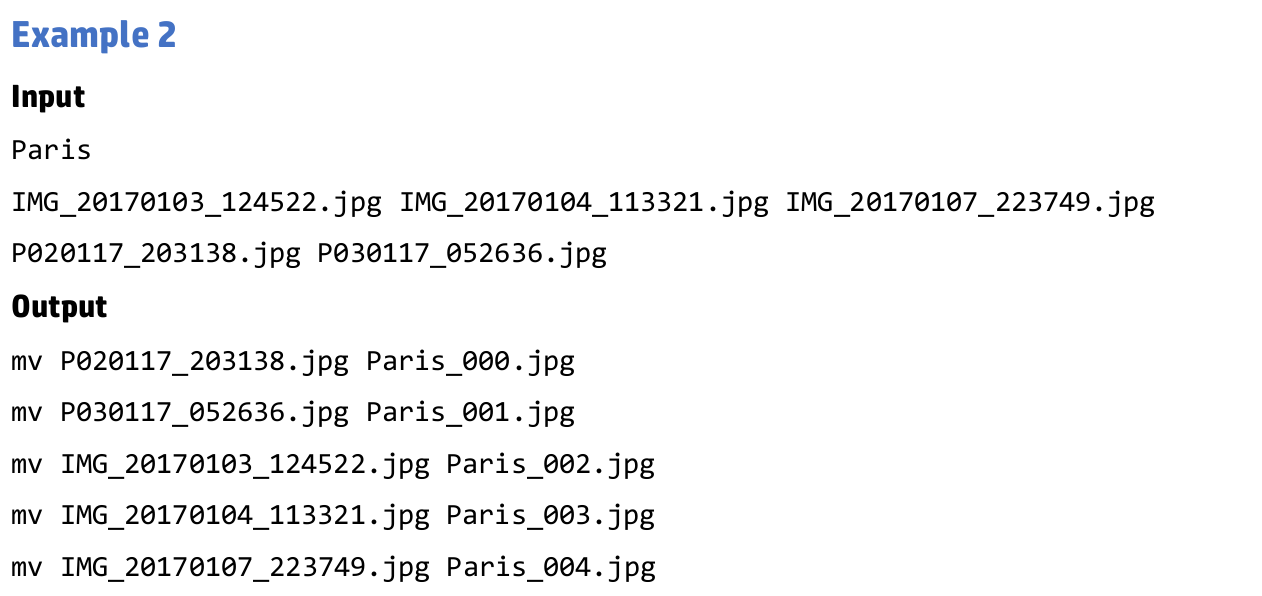 Example 2
Input
Paris
IMG_20170103_124522.jpg IMG_20170104_113321.jpg IMG_20170107_223749.jpg
P020117_203138.jpg P030117_052636.jpg
Output
mv P020117_203138.jpg Paris_000.jpg
mv P030117_052636.jpg Paris_001.jpg
mv IMG_20170103_124522.jpg Paris_002.jpg
mv IMG_20170104_113321.jpg Paris_003.jpg
mv IMG_20170107_223749.jpg Paris_004.jpg